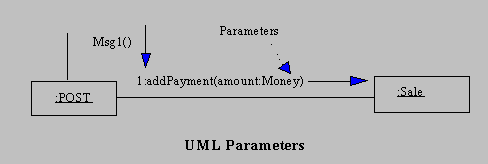 Parameters
Msg1()
1:addPayment(amount:Money)
:POST
:Sale
UML Parameters